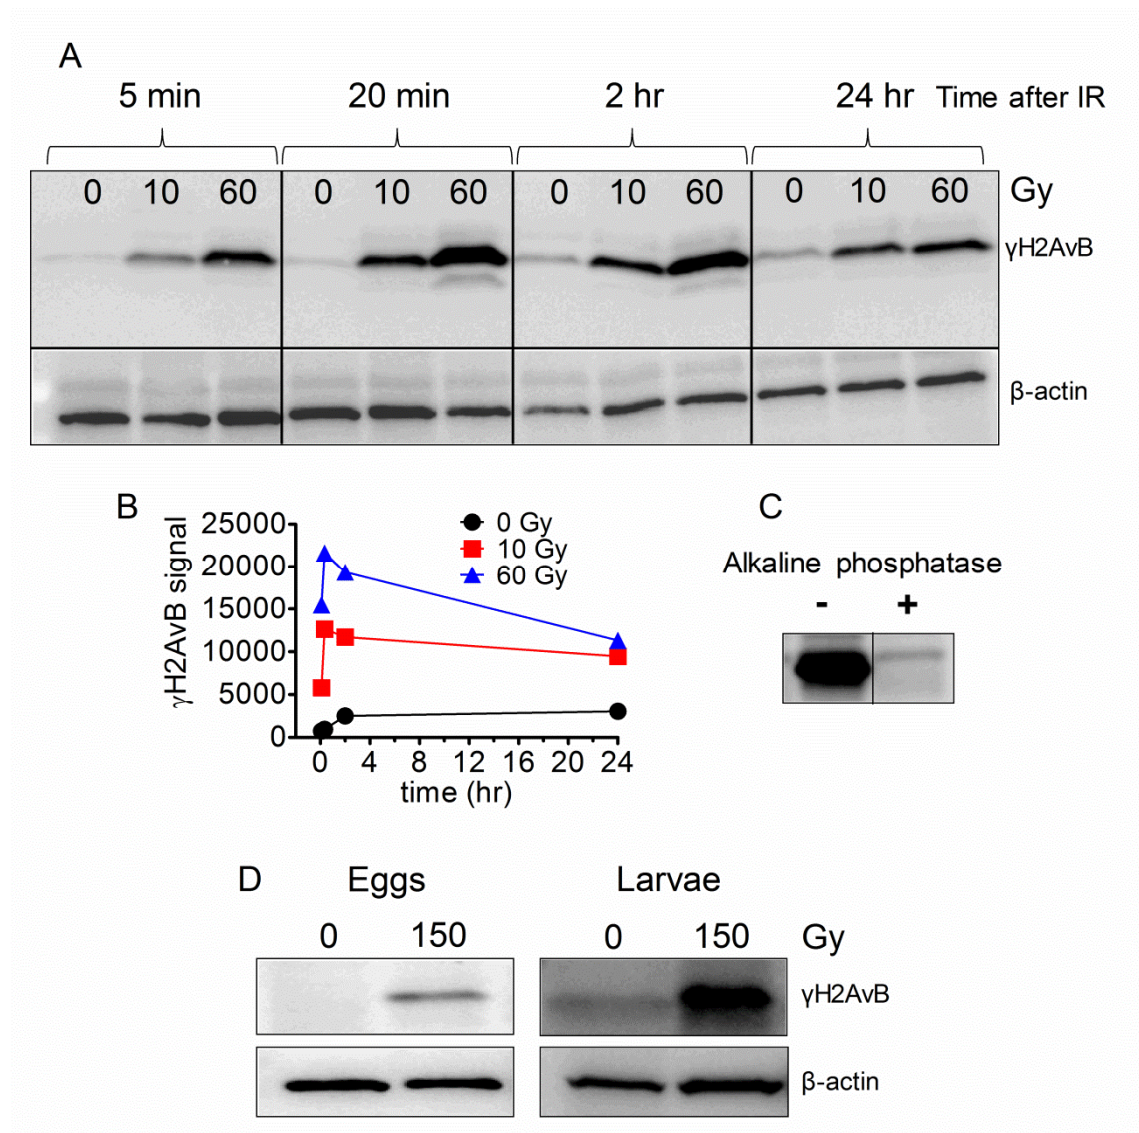 A
5 min 20 min 2 hr 24 hr Time after IR
0 10 60 0 10 60 0 10 60 0 10 60 Gy
γH2AvB
β-actin
B
γH2AvB signal
25000
20000
15000
10000
5000
0
0 4 8 12 16 20 24
time (hr)
0 Gy
10 Gy
60 Gy
C
Alkaline phosphatase
- +
D Eggs Larvae
0 150 0 150 Gy
γH2AvB
β-actin